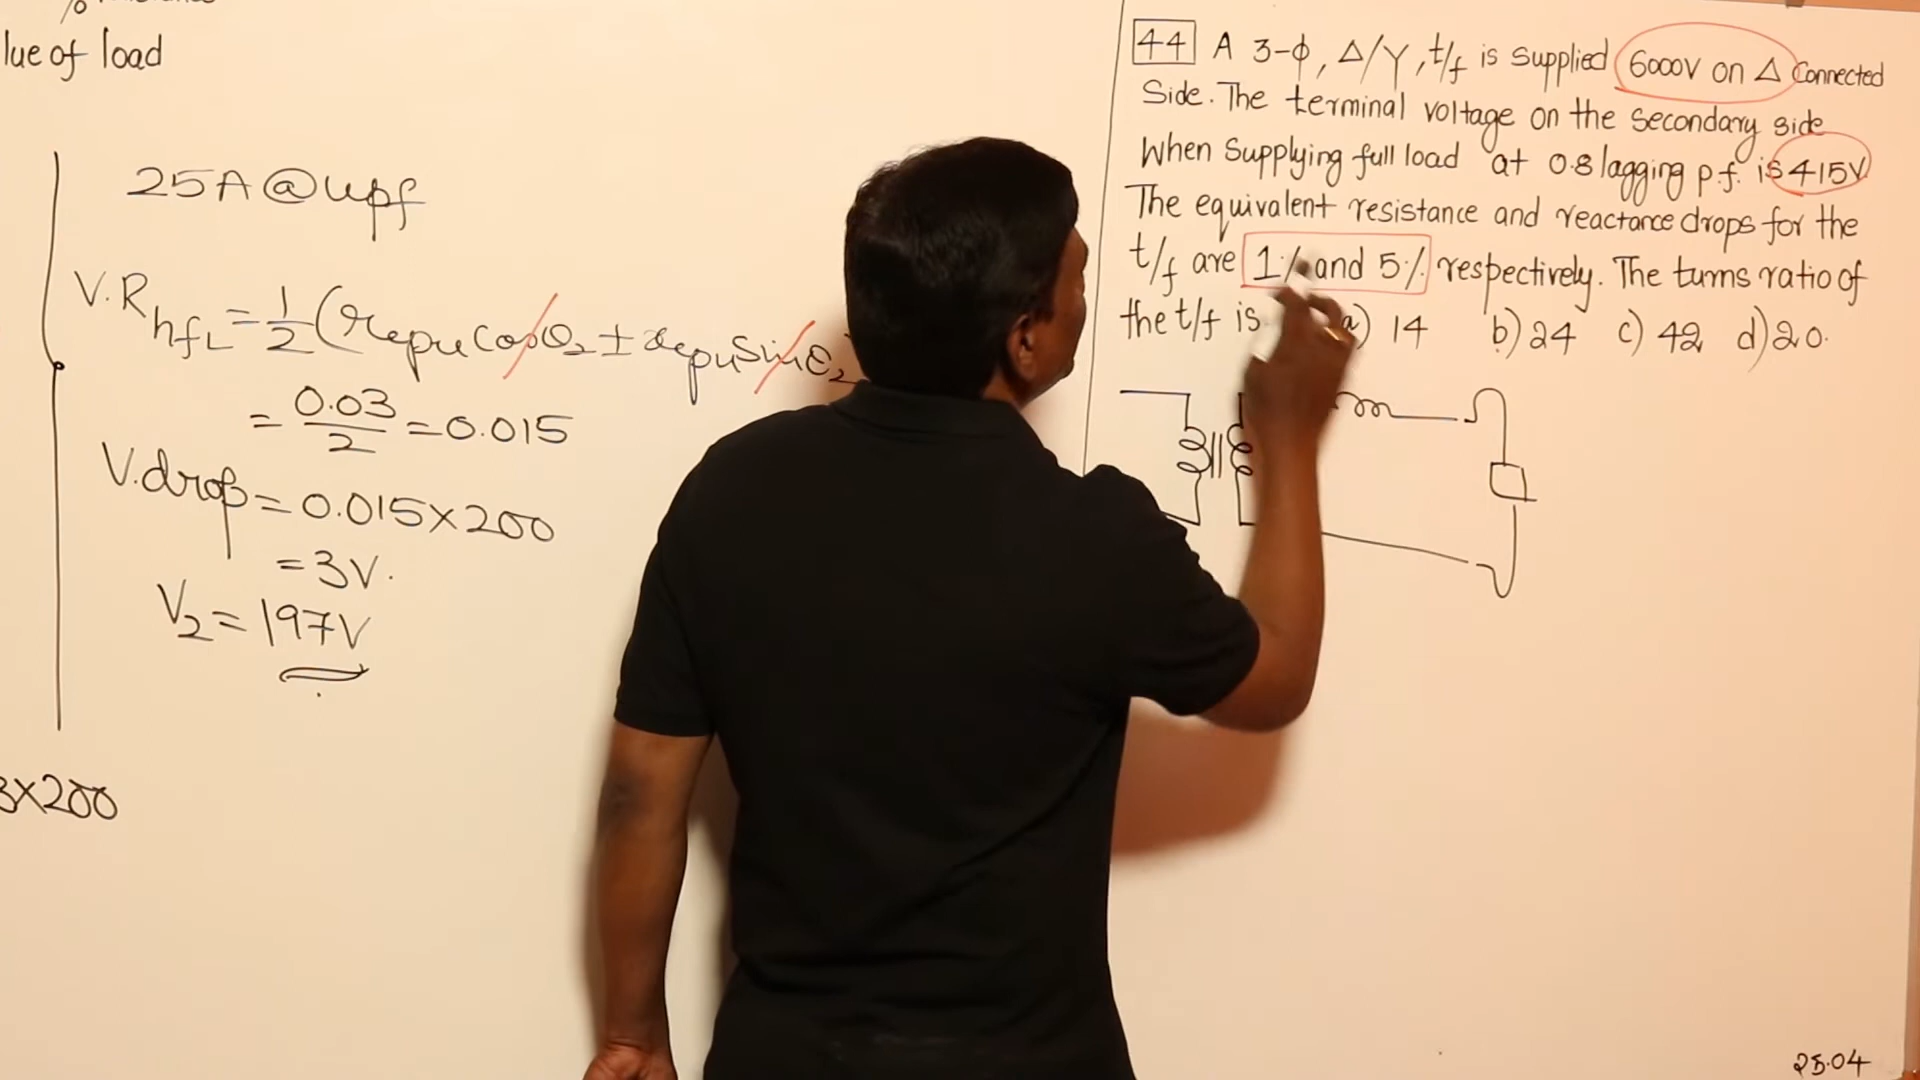 lue of load
25A @ upf
V.R hfL = 1/2 (repu cosθ2 ± xepu sinθ2
= 0.03/2 = 0.015
V.drop = 0.015×200
= 3V.
V2 = 197V
3×200
44 A 3-ϕ, Δ/Y, t/f is supplied 6000V on Δ Connected
Side. The terminal voltage on the secondary side
When Supplying full load at 0.8 lagging p.f. is 415V.
The equivalent resistance and reactance drops for the
t/f are 1% and 5% respectively. The turns ratio of
the t/f is a) 14 b) 24 c) 42 d) 20.
25.04